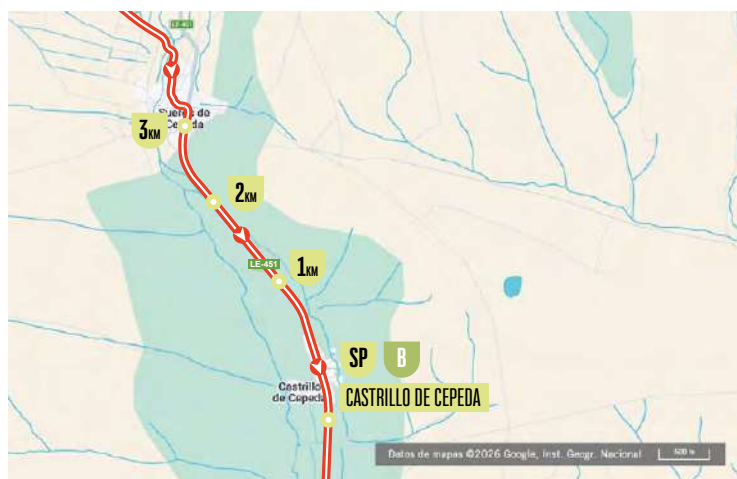 LE-451
Sueros de
Cepeda
3KM
2KM
LE-451
1KM
SP
B
Castrillo
de Cepeda
CASTRILLO DE CEPEDA
Datos de mapas ©2026 Google, Inst. Geogr. Nacional
500 m